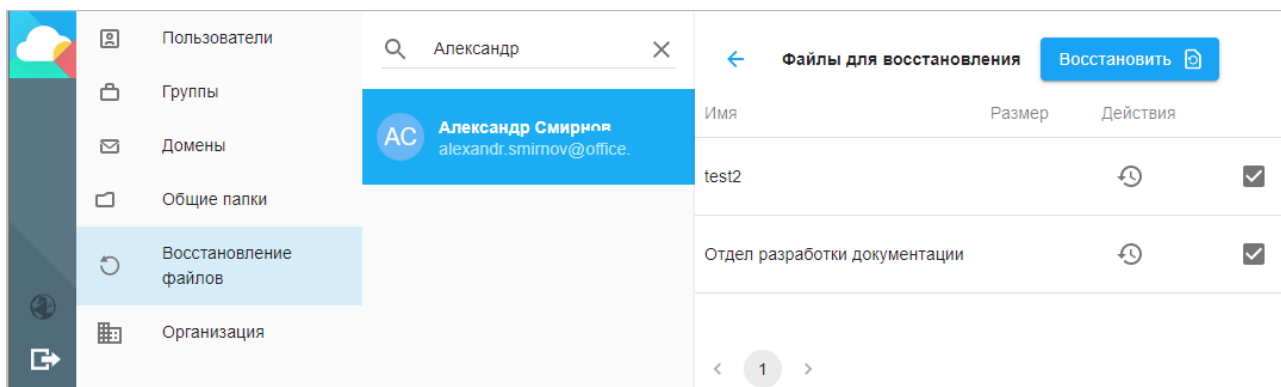 Пользователи
Группы
Домены
Общие папки
Восстановление
файлов
Организация
Александр
АС
Александр Смирнов
alexandr.smirnov@office.
Файлы для восстановления
Восстановить
Имя Размер Действия
test2
Отдел разработки документации
1